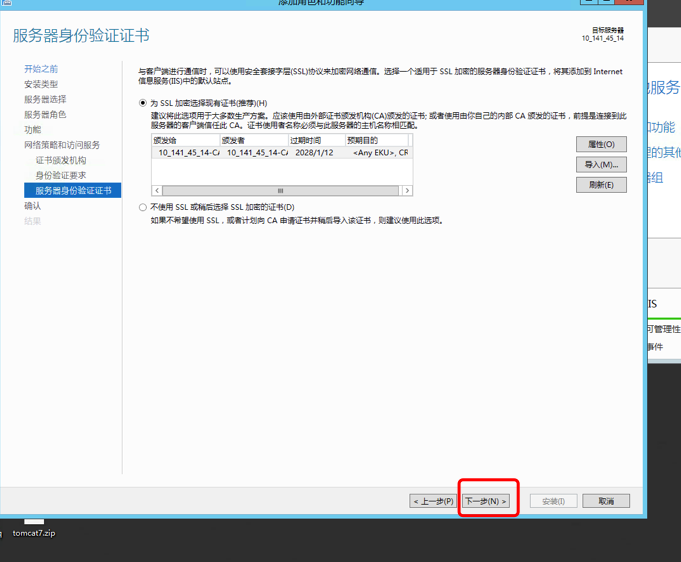 添加角色和功能向导
服务器身份验证证书
目标服务器
10_141_45_14
开始之前
安装类型
服务器选择
服务器角色
功能
网络策略和访问服务
证书颁发机构
身份验证要求
服务器身份验证证书
确认
结果
与客户端进行通信时，可以使用安全套接字层(SSL)协议来加密网络通信。选择一个适用于 SSL 加密的服务器身份验证证书，将其添加到 Internet
信息服务(IIS)中的默认站点。
为 SSL 加密选择现有证书(推荐)(H)
建议将此选项用于大多数生产方案。应该使用由外部证书颁发机构(CA)颁发的证书; 或者使用由你自己的内部 CA 颁发的证书，前提是连接到此
服务器的客户端信任此 CA。证书使用者名称必须与此服务器的主机名称相匹配。
颁发给 颁发者 过期时间 预期目的
10_141_45_14-CA 10_141_45_14-CA 2028/1/12 <Any EKU>, CR
属性(O)
导入(M)...
刷新(E)
不使用 SSL 或稍后选择 SSL 加密的证书(D)
如果不希望使用 SSL，或者计划向 CA 申请证书并稍后导入该证书，则建议使用此选项。
< 上一步(P)
下一步(N) >
安装(I)
取消
服务
和功能
理的其他
器组
IS
可管理性
事件
tomcat7.zip